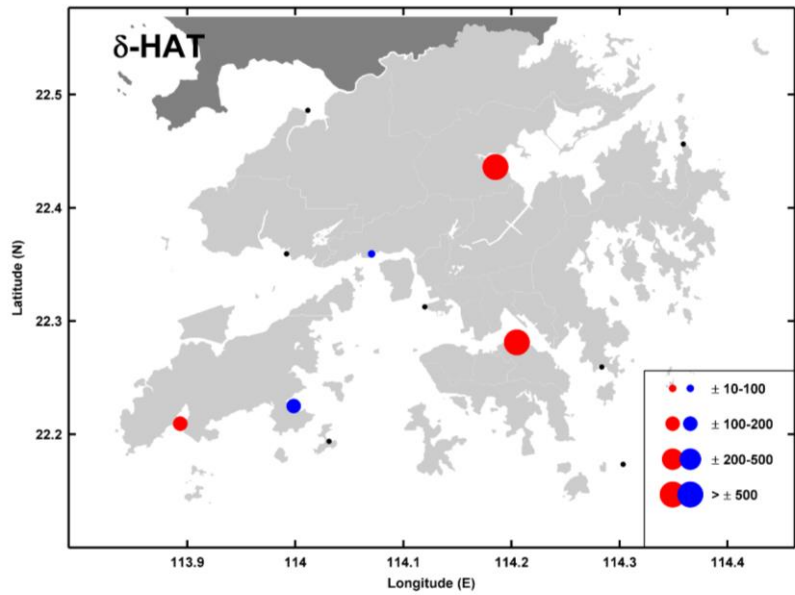 δ-HAT
22.5
22.4
22.3
22.2
Latitude (N)
113.9 114 114.1 114.2 114.3 114.4
Longitude (E)
± 10-100
± 100-200
± 200-500
> ± 500